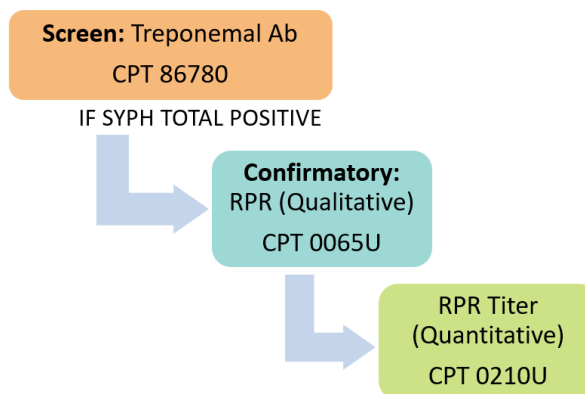 Screen: Treponemal Ab
CPT 86780
IF SYPH TOTAL POSITIVE
Confirmatory:
RPR (Qualitative)
CPT 0065U
RPR Titer
(Quantitative)
CPT 0210U